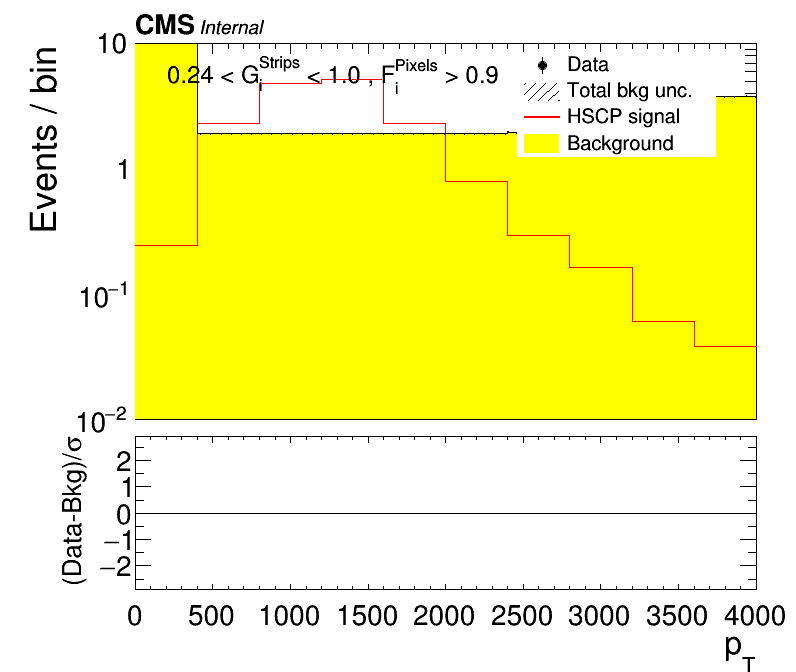 CMS Internal
Events / bin
10
1
10⁻¹
10⁻²
0.24 < Gᵢ^Strips < 1.0 , Fᵢ^Pixels > 0.9
Data
Total bkg unc.
HSCP signal
Background
(Data-Bkg)/σ
2
1
0
−1
−2
0 500 1000 1500 2000 2500 3000 3500 4000
p_T